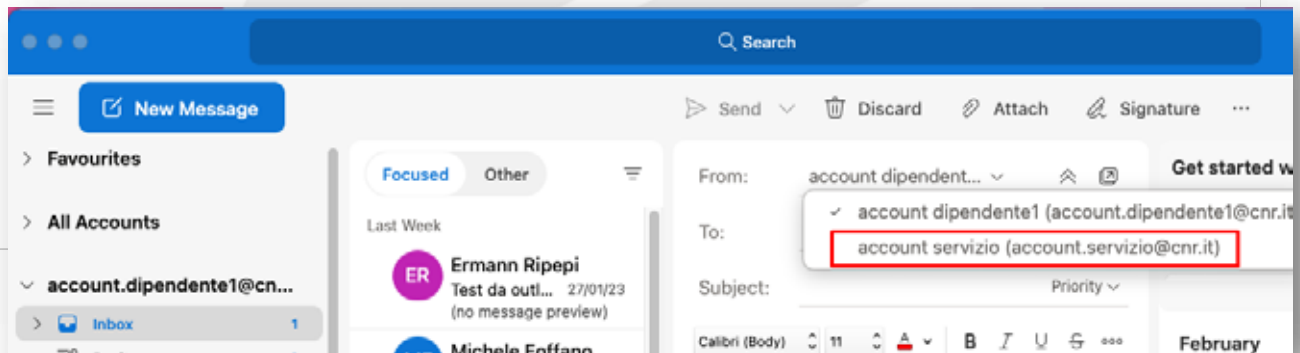 Search
New Message
Send
Discard
Attach
Signature
Favourites
All Accounts
account.dipendente1@cn...
Inbox 1
Focused Other
Last Week
ER
Ermann Ripepi
Test da outl... 27/01/23
(no message preview)
Michele Foffano
From: account dipendent...
account dipendente1 (account.dipendente1@cnr.it
account servizio (account.servizio@cnr.it)
To:
Subject: Priority
Calibri (Body) 11 A B I U S
Get started w
February